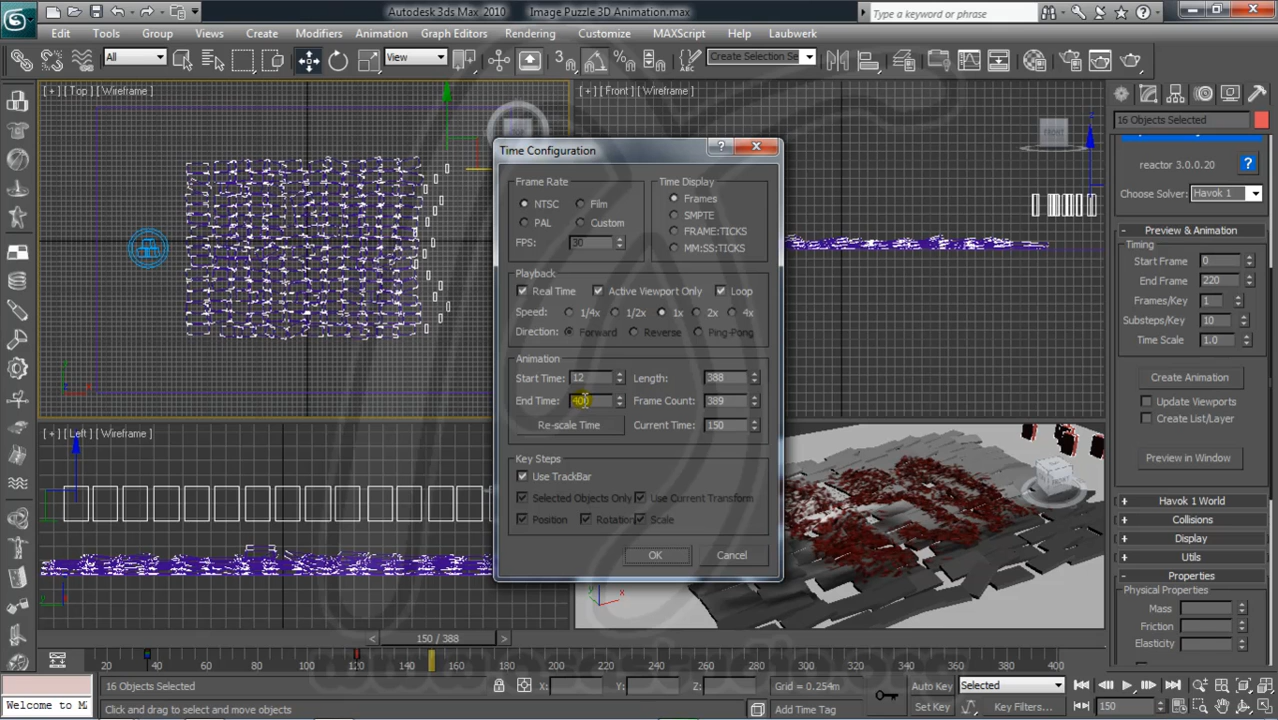 Autodesk 3ds Max 2010 Image Puzzle 3D Animation.max
Type a keyword or phrase
Edit Tools Group Views Create Modifiers Animation Graph Editors Rendering Customize MAXScript Help Laubwerk
All View Create Selection Se
[ + ] [ Top ] [ Wireframe ]
[ + ] [ Front ] [ Wireframe ]
FRONT
16 Objects Selected
reactor 3.0.0.20 ?
Choose Solver: Havok 1
Preview & Animation
Timing
Start Frame 0
End Frame 220
Frames/Key 1
Substeps/Key 10
Time Scale 1.0
Create Animation
Update Viewports
Create List/Layer
Preview in Window
Havok 1 World
Collisions
Display
Utils
Properties
Physical Properties
Mass
Friction
Elasticity
Time Configuration
Frame Rate
NTSC Film
PAL Custom
FPS: 30
Time Display
Frames
SMPTE
FRAME:TICKS
MM:SS:TICKS
Playback
Real Time Active Viewport Only Loop
Speed: 1/4x 1/2x 1x 2x 4x
Direction: Forward Reverse Ping-Pong
Animation
Start Time: 12 Length: 388
End Time: 400 Frame Count: 389
Re-scale Time Current Time: 150
Key Steps
Use TrackBar
Selected Objects Only Use Current Transform
Position Rotation Scale
OK Cancel
[ + ] [ Left ] [ Wireframe ]
< 150 / 388 >
20 40 60 80 100 120 140 160 180 200 220 240 260 280 300 320 340 360 380 400
16 Objects Selected X: Y: Z: Grid = 0.254m Auto Key Selected
Welcome to MA Click and drag to select and move objects Add Time Tag Set Key Key Filters... 150